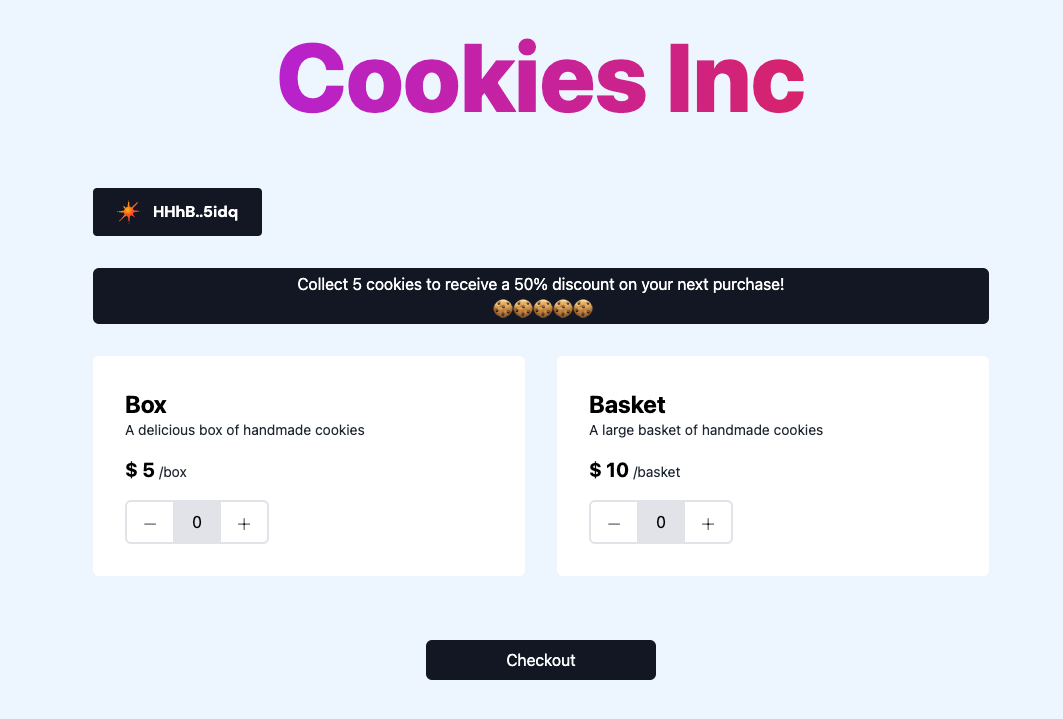 Cookies Inc
HHhB..5idq
Collect 5 cookies to receive a 50% discount on your next purchase!
Box
A delicious box of handmade cookies
$ 5 /box
− 0 +
Basket
A large basket of handmade cookies
$ 10 /basket
− 0 +
Checkout